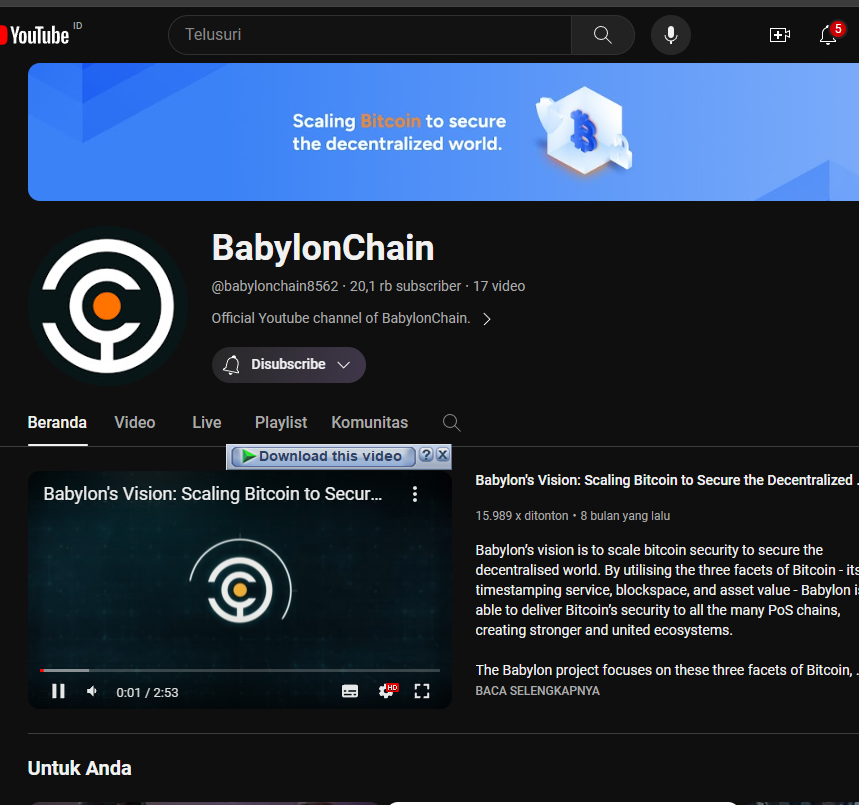 YouTube ID
Telusuri
5
Scaling Bitcoin to secure
the decentralized world.
BabylonChain
@babylonchain8562 · 20,1 rb subscriber · 17 video
Official Youtube channel of BabylonChain.
Disubscribe
Beranda Video Live Playlist Komunitas
Download this video ? X
Babylon's Vision: Scaling Bitcoin to Secur...
0:01 / 2:53
HD
Babylon's Vision: Scaling Bitcoin to Secure the Decentralized .
15.989 x ditonton • 8 bulan yang lalu
Babylon’s vision is to scale bitcoin security to secure the
decentralised world. By utilising the three facets of Bitcoin - its
timestamping service, blockspace, and asset value - Babylon is
able to deliver Bitcoin’s security to all the many PoS chains,
creating stronger and united ecosystems.
The Babylon project focuses on these three facets of Bitcoin, .
BACA SELENGKAPNYA
Untuk Anda